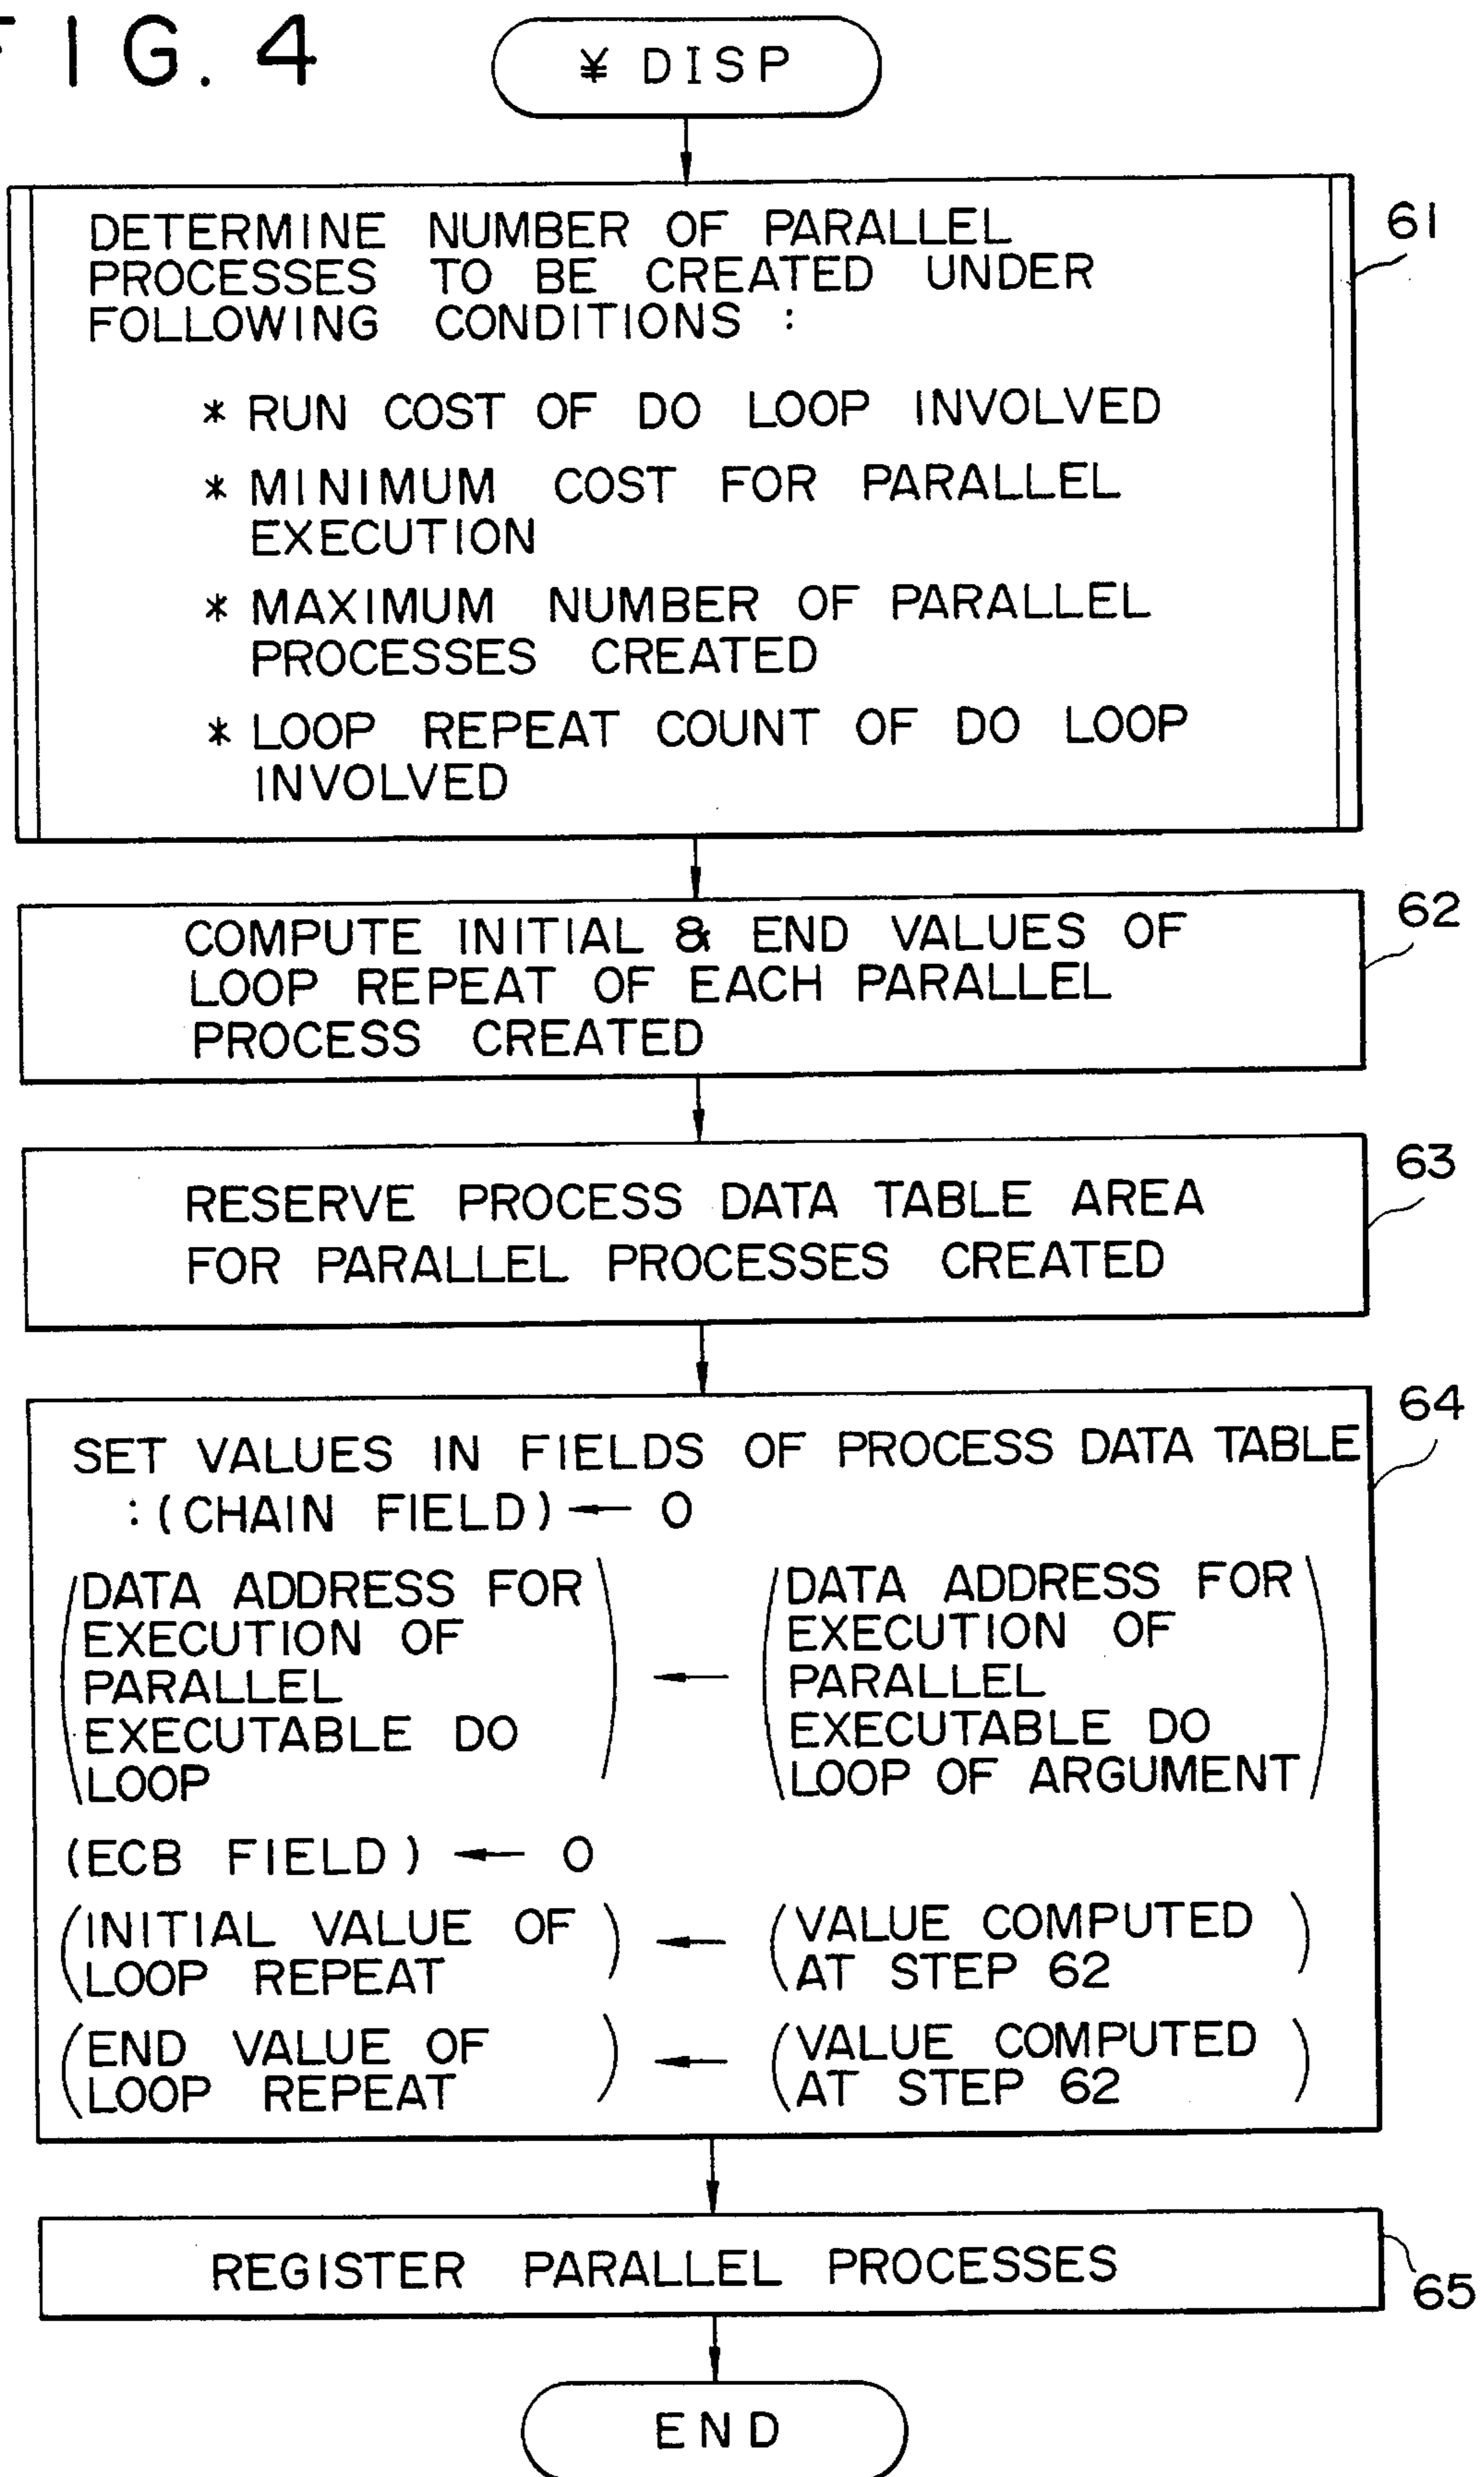 FIG. 4
¥ DISP
DETERMINE NUMBER OF PARALLEL
PROCESSES TO BE CREATED UNDER
FOLLOWING CONDITIONS :
* RUN COST OF DO LOOP INVOLVED
* MINIMUM COST FOR PARALLEL
EXECUTION
* MAXIMUM NUMBER OF PARALLEL
PROCESSES CREATED
* LOOP REPEAT COUNT OF DO LOOP
INVOLVED
61
COMPUTE INITIAL & END VALUES OF
LOOP REPEAT OF EACH PARALLEL
PROCESS CREATED
62
RESERVE PROCESS DATA TABLE AREA
FOR PARALLEL PROCESSES CREATED
63
SET VALUES IN FIELDS OF PROCESS DATA TABLE
: (CHAIN FIELD) ← 0
(DATA ADDRESS FOR
EXECUTION OF
PARALLEL
EXECUTABLE DO
LOOP) ←
(DATA ADDRESS FOR
EXECUTION OF
PARALLEL
EXECUTABLE DO
LOOP OF ARGUMENT)
(ECB FIELD) ← 0
(INITIAL VALUE OF
LOOP REPEAT) ←
(VALUE COMPUTED
AT STEP 62)
(END VALUE OF
LOOP REPEAT) ←
(VALUE COMPUTED
AT STEP 62)
64
REGISTER PARALLEL PROCESSES
65
END